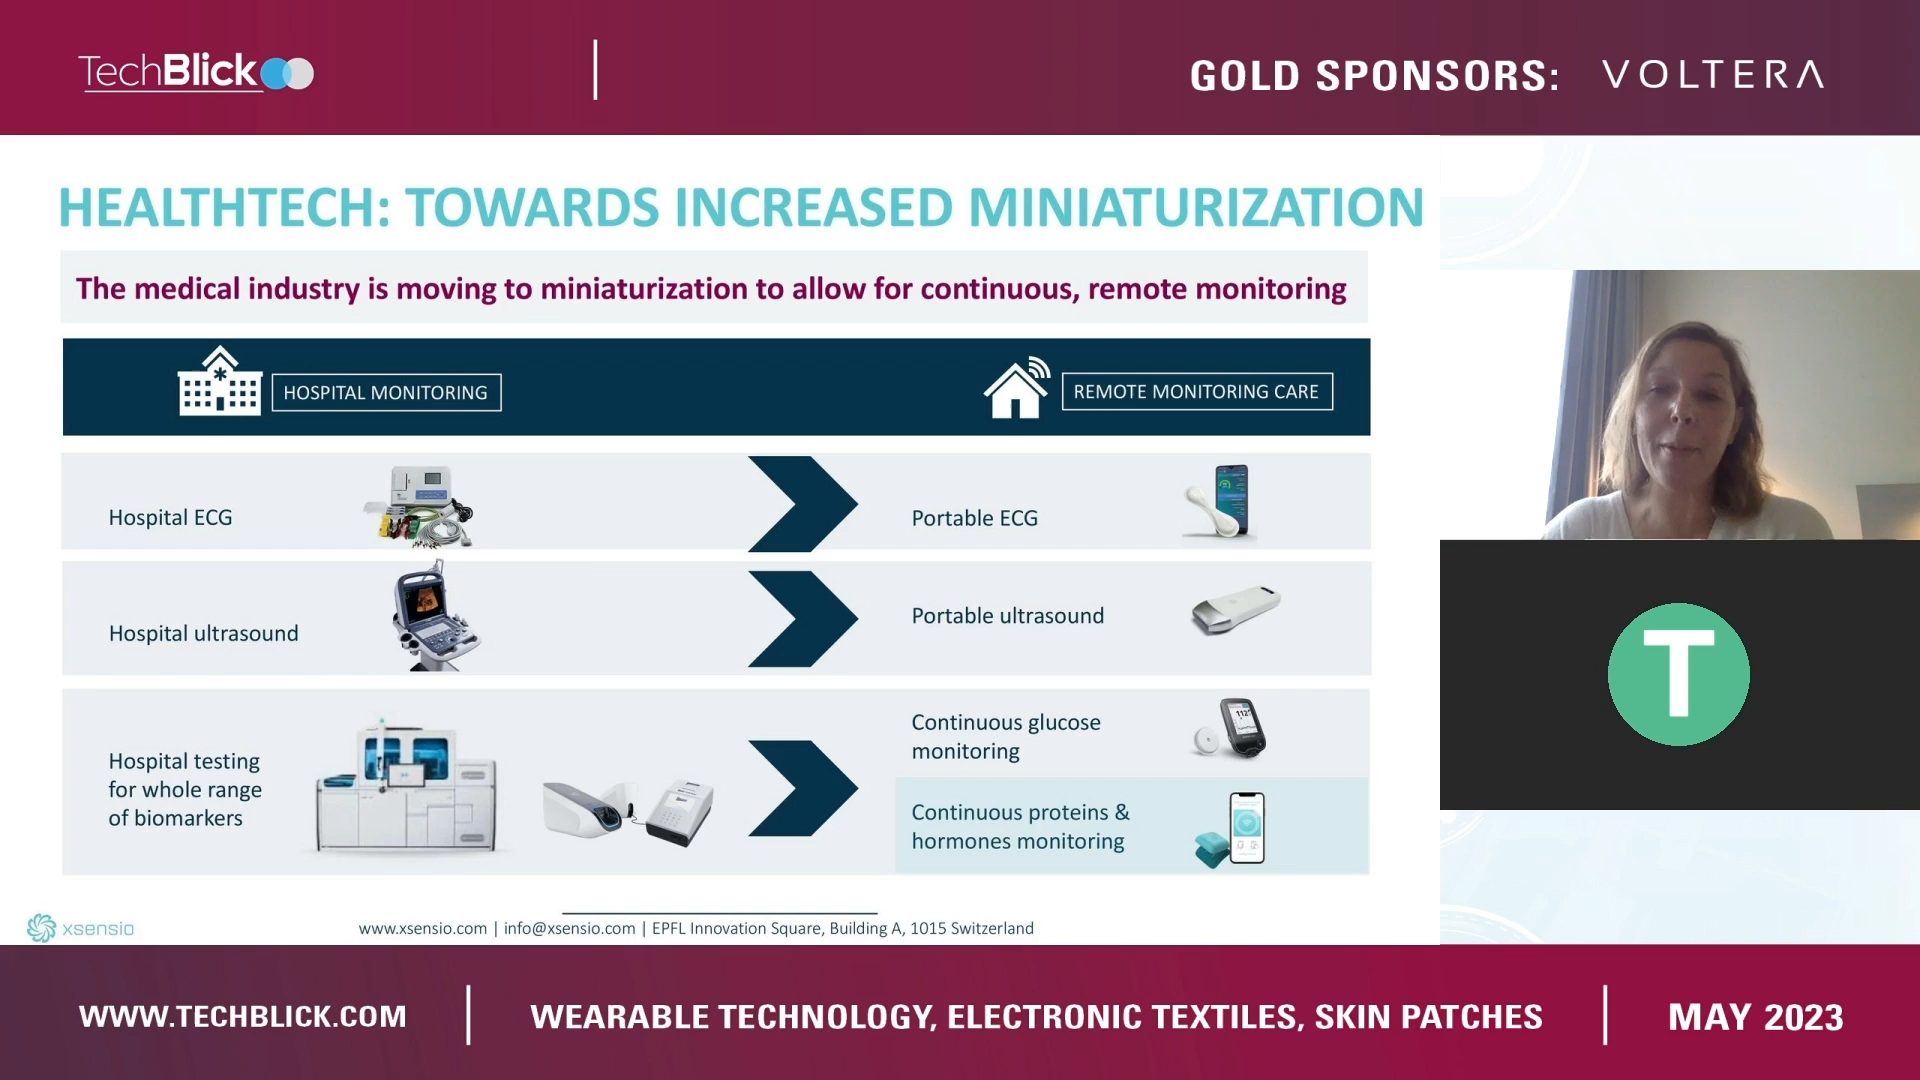 TechBlick
GOLD SPONSORS: VOLTERA
HEALTHTECH: TOWARDS INCREASED MINIATURIZATION
The medical industry is moving to miniaturization to allow for continuous, remote monitoring
HOSPITAL MONITORING
REMOTE MONITORING CARE
Hospital ECG
Portable ECG
Hospital ultrasound
Portable ultrasound
Hospital testing
for whole range
of biomarkers
Continuous glucose
monitoring
112
Continuous proteins &
hormones monitoring
T
xsensio
www.xsensio.com | info@xsensio.com | EPFL Innovation Square, Building A, 1015 Switzerland
WWW.TECHBLICK.COM
WEARABLE TECHNOLOGY, ELECTRONIC TEXTILES, SKIN PATCHES
MAY 2023